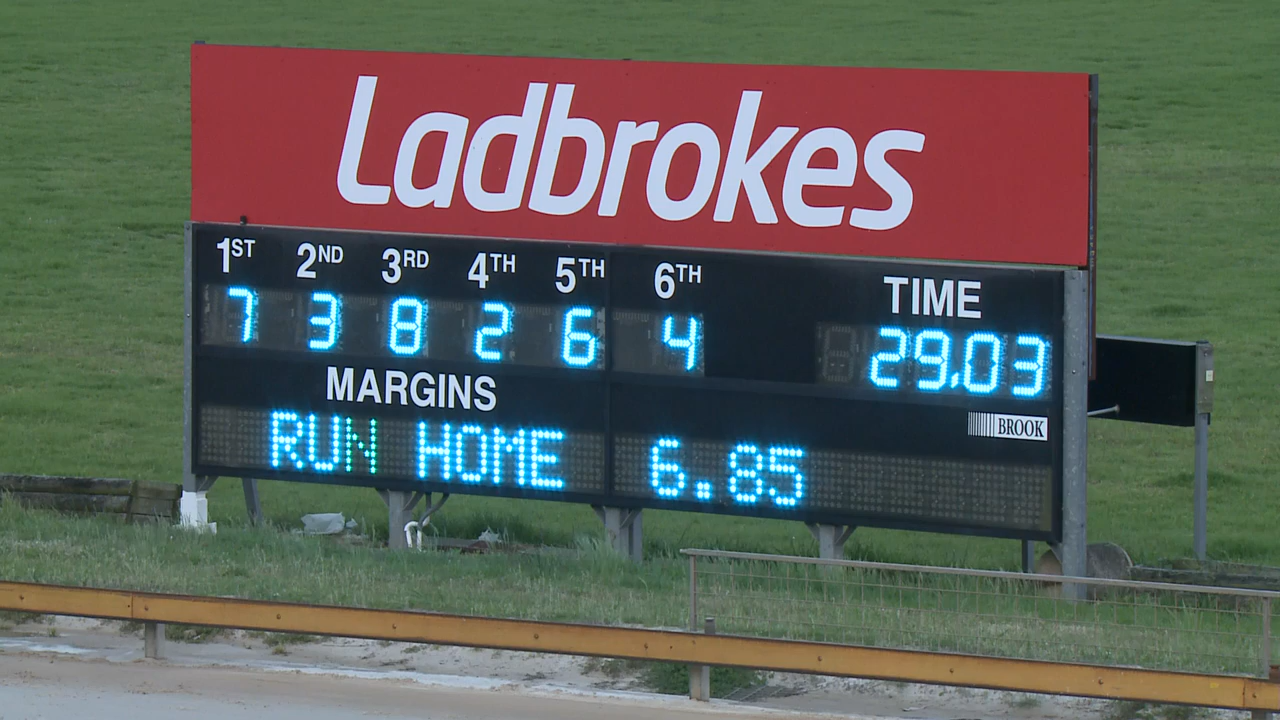 Ladbrokes
1ST 2ND 3RD 4TH 5TH 6TH TIME
7 3 8 2 6 4 29.03
MARGINS
BROOK
RUN HOME 6.85